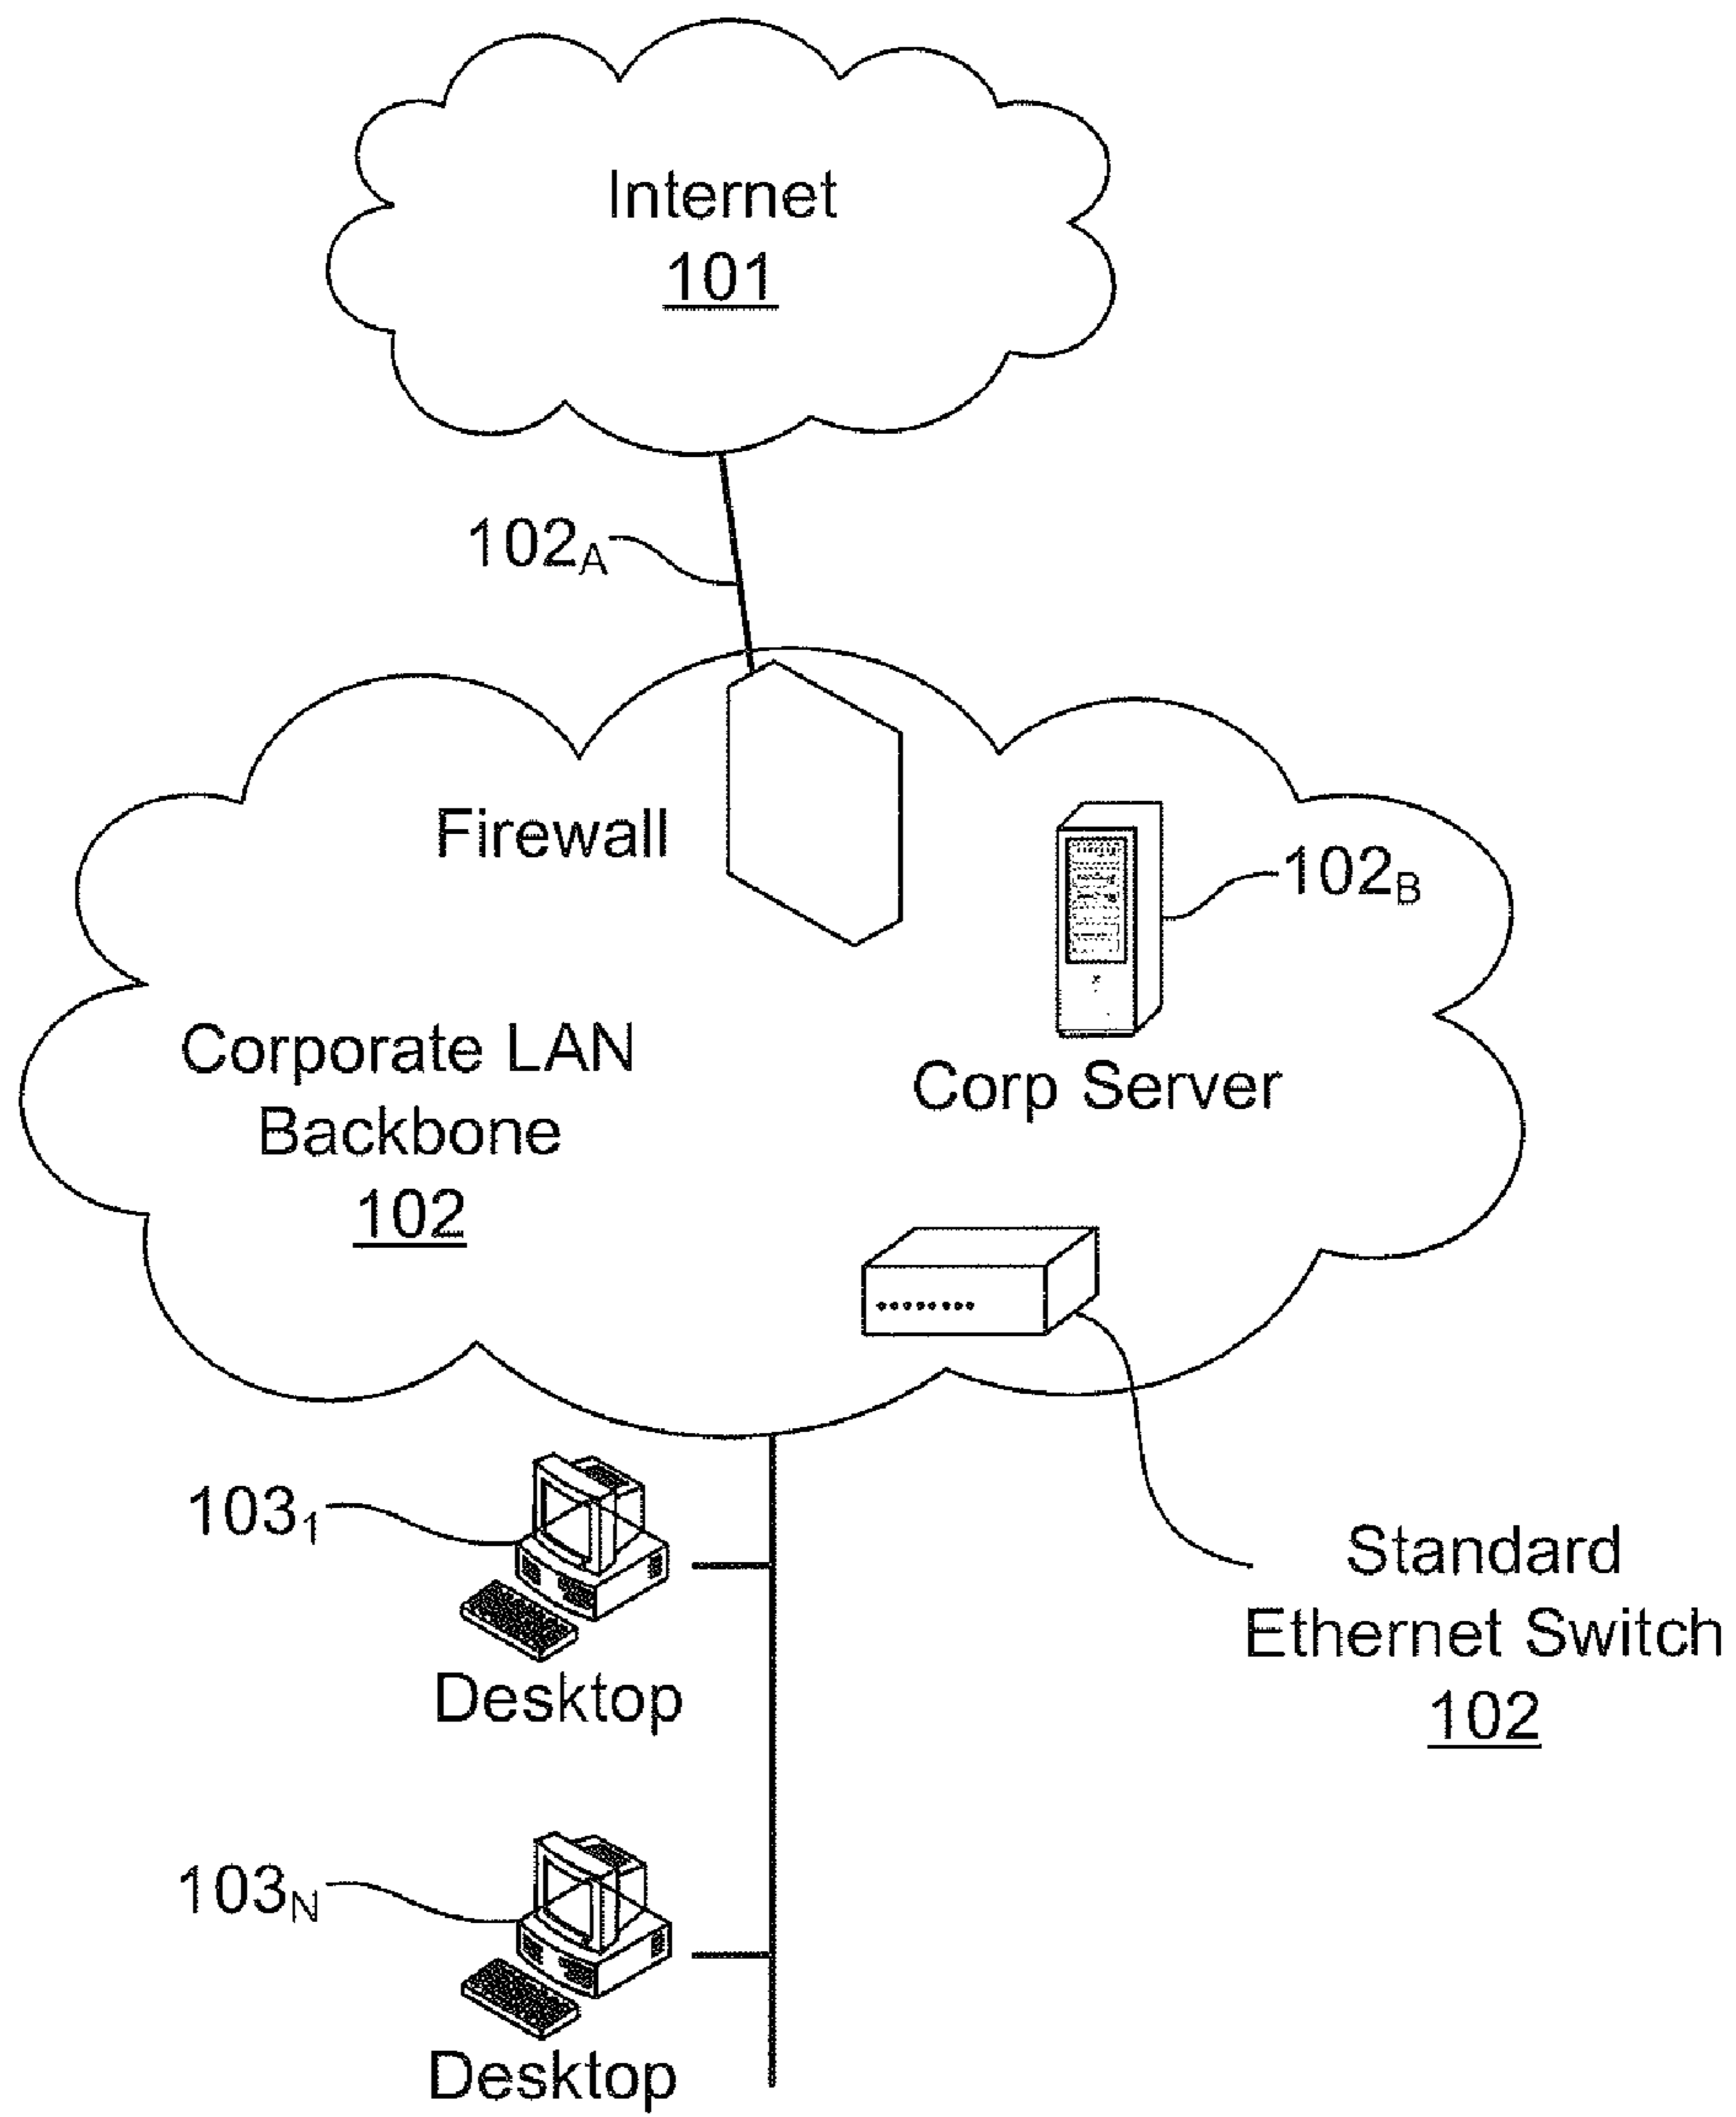 Internet
101
102A
Firewall
102B
Corporate LAN
Backbone
102
Corp Server
1031
Desktop
Standard
Ethernet Switch
102
103N
Desktop